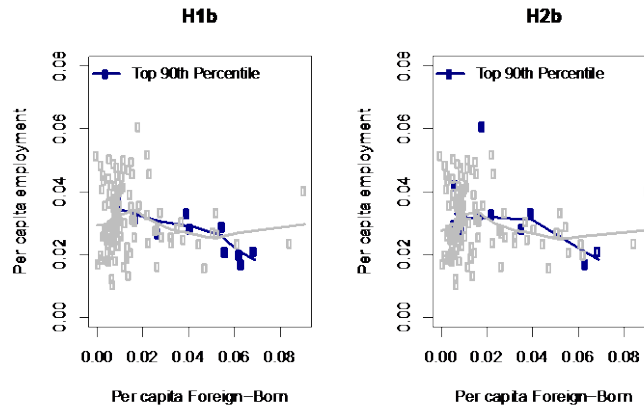 H1b
H2b
Top 90th Percentile
Top 90th Percentile
Per capita employment
0.00 0.02 0.04 0.06 0.08
0.00 0.02 0.04 0.06 0.08
Per capita Foreign-Born
Per capita employment
0.00 0.02 0.04 0.06 0.08
0.00 0.02 0.04 0.06 0.08
Per capita Foreign-Born